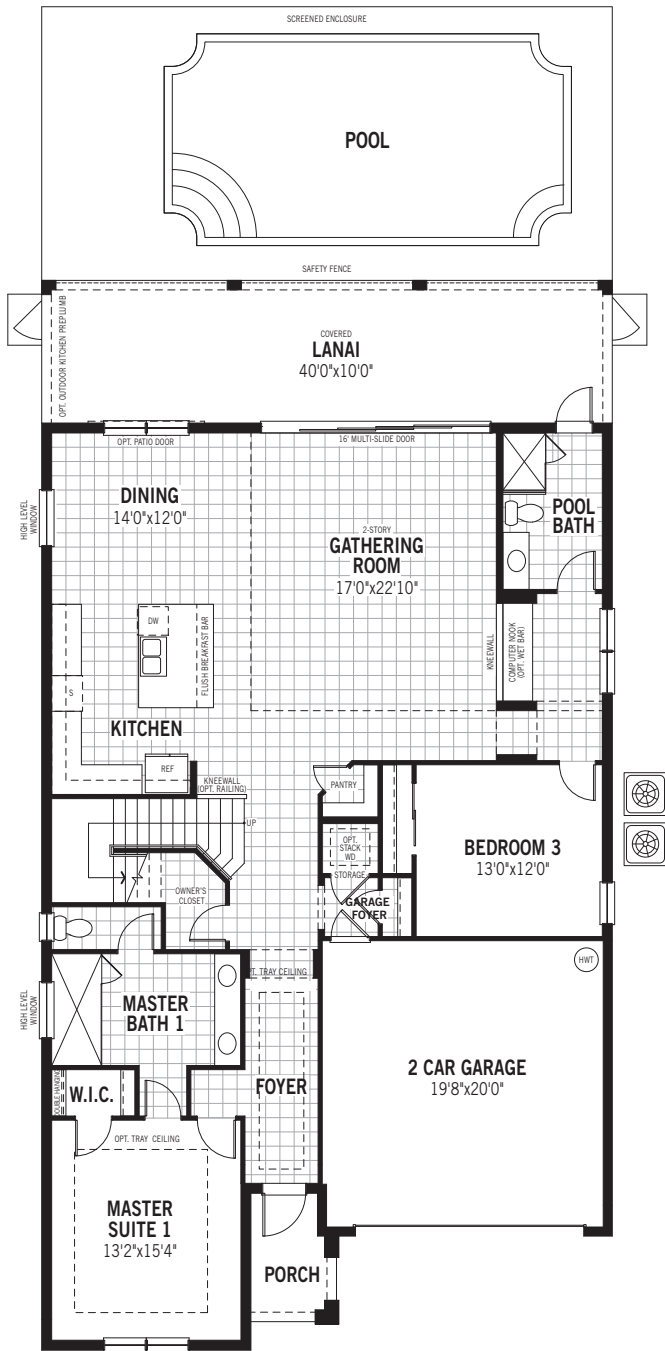 SCREENED ENCLOSURE
POOL
SAFETY FENCE
OPT. OUTDOOR KITCHEN PREPLUMB
COVERED
LANAI
40'0"x10'0"
OPT. PATIO DOOR
16' MULTI-SLIDE DOOR
HIGH LEVEL
WINDOW
DINING
14'0"x12'0"
2-STORY
GATHERING
ROOM
17'0"x22'10"
POOL
BATH
DW
FLUSH BREAKFAST BAR
KNEEWALL
COMPUTER NOOK
(OPT. WET BAR)
S
KITCHEN
REF
KNEEWALL
(OPT. RAILING)
PANTRY
UP
OPT.
STACK
WD
STORAGE
BEDROOM 3
13'0"x12'0"
OWNER'S
CLOSET
GARAGE
FOYER
HWT
OPT. TRAY CEILING
HIGH LEVEL
WINDOW
MASTER
BATH 1
2 CAR GARAGE
19'8"x20'0"
DOUBLE HANGING
W.I.C.
FOYER
OPT. TRAY CEILING
MASTER
SUITE 1
13'2"x15'4"
PORCH